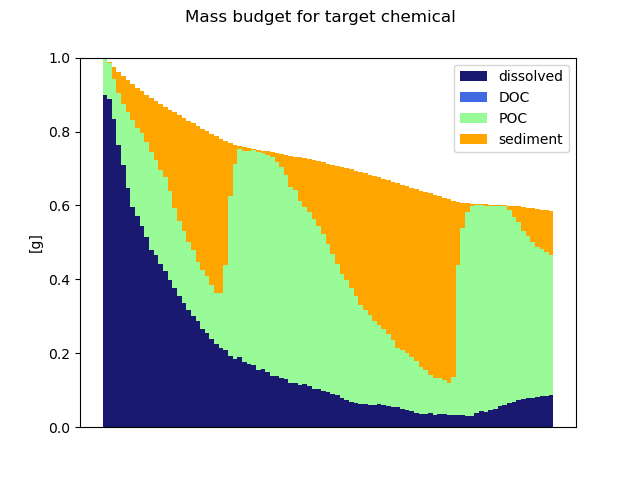 Mass budget for target chemical
1.0
0.8
0.6
0.4
0.2
0.0
[g]
dissolved
DOC
POC
sediment